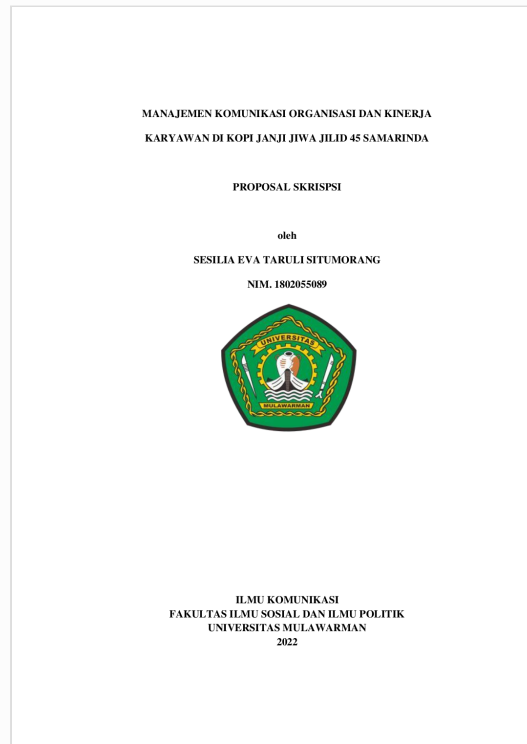 MANAJEMEN KOMUNIKASI ORGANISASI DAN KINERJA
KARYAWAN DI KOPI JANJI JIWA JILID 45 SAMARINDA
PROPOSAL SKRISPSI
oleh
SESILIA EVA TARULI SITUMORANG
NIM. 1802055089
UNIVERSITAS
MULAWARMAN
ILMU KOMUNIKASI
FAKULTAS ILMU SOSIAL DAN ILMU POLITIK
UNIVERSITAS MULAWARMAN
2022